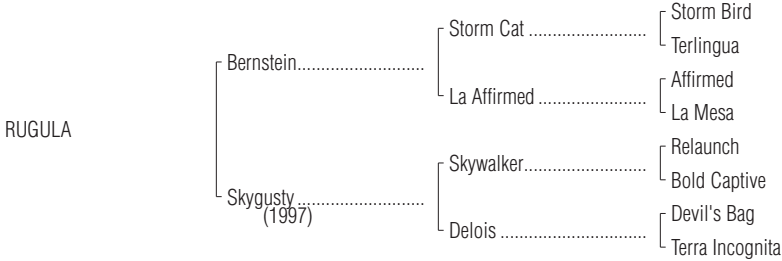 Storm Bird
Storm Cat ..........................
Terlingua
Bernstein............................
Affirmed
La Affirmed ........................
La Mesa
RUGULA
Relaunch
Skywalker...........................
Bold Captive
Skygusty............................
(1997)
Devil's Bag
Delois ................................
Terra Incognita